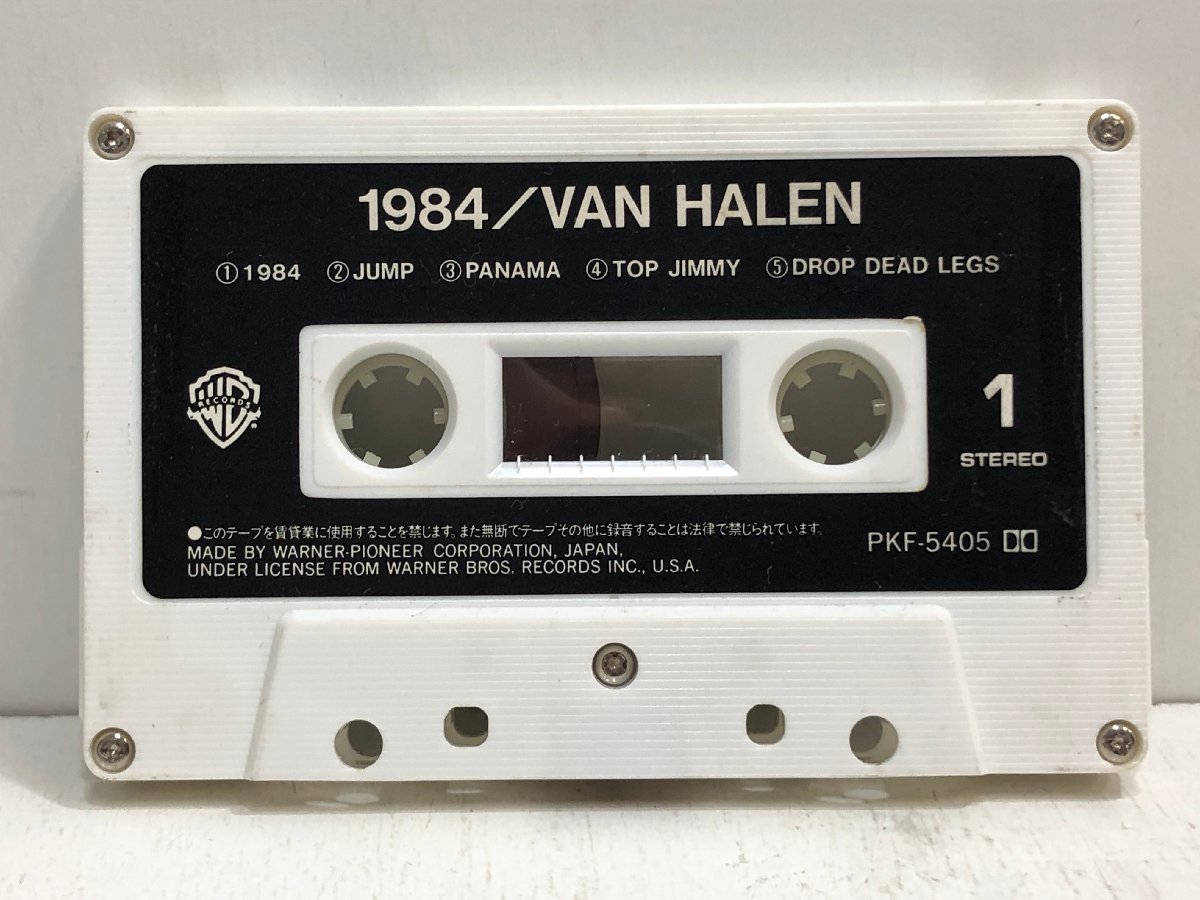 1984/VAN HALEN
①1984 ②JUMP ③PANAMA ④TOP JIMMY ⑤DROP DEAD LEGS
WB
RECORDS
1
STEREO
●このテープを賃貸業に使用することを禁じます。また無断でテープその他に録音することは法律で禁じられています。
MADE BY WARNER-PIONEER CORPORATION, JAPAN,
UNDER LICENSE FROM WARNER BROS. RECORDS INC., U.S.A.
PKF-5405